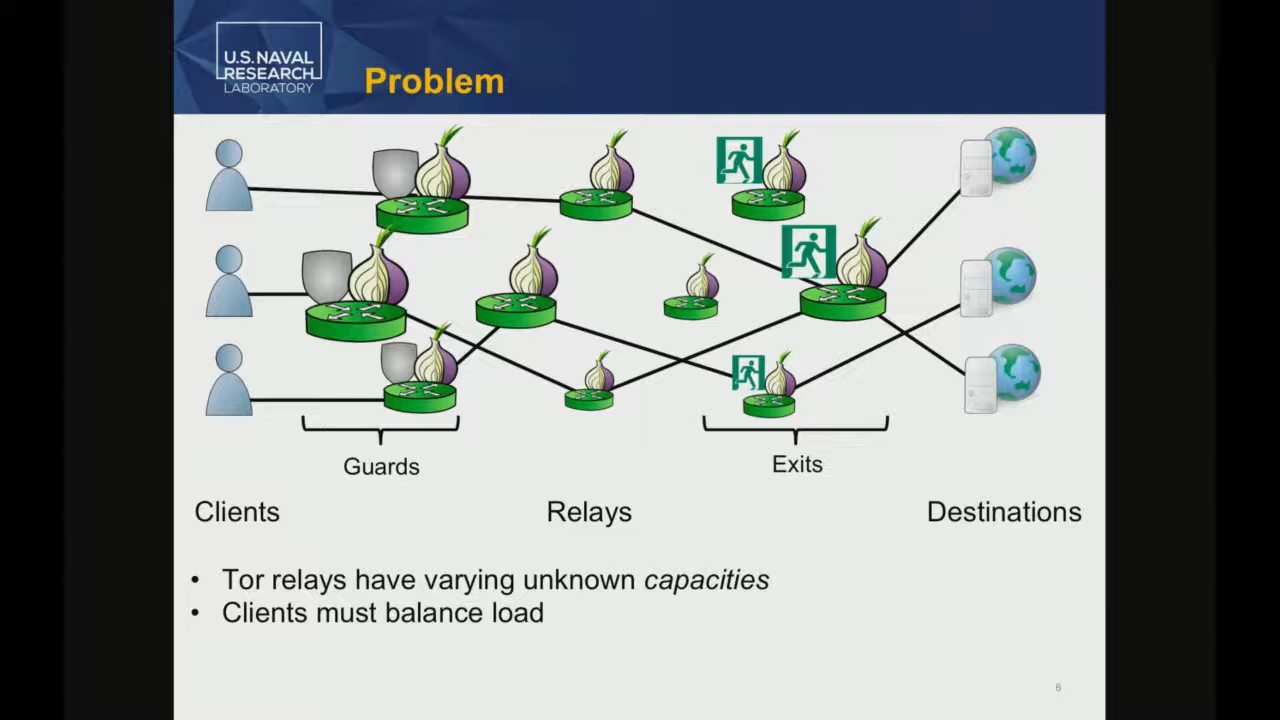 U.S. NAVAL
RESEARCH
LABORATORY
Problem
Guards
Exits
Clients
Relays
Destinations
• Tor relays have varying unknown capacities
• Clients must balance load
6